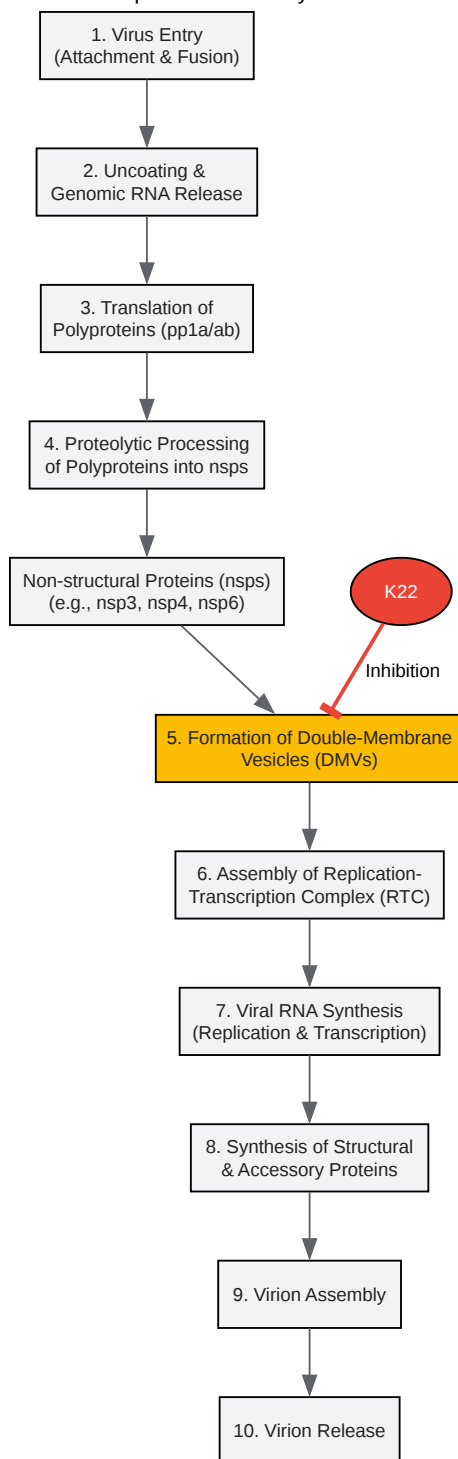 1. Virus Entry
(Attachment & Fusion)
2. Uncoating &
Genomic RNA Release
3. Translation of
Polyproteins (pp1a/ab)
4. Proteolytic Processing
of Polyproteins into nsps
Non-structural Proteins (nsps)
(e.g., nsp3, nsp4, nsp6)
K22
Inhibition
5. Formation of Double-Membrane
Vesicles (DMVs)
6. Assembly of Replication-
Transcription Complex (RTC)
7. Viral RNA Synthesis
(Replication & Transcription)
8. Synthesis of Structural
& Accessory Proteins
9. Virion Assembly
10. Virion Release